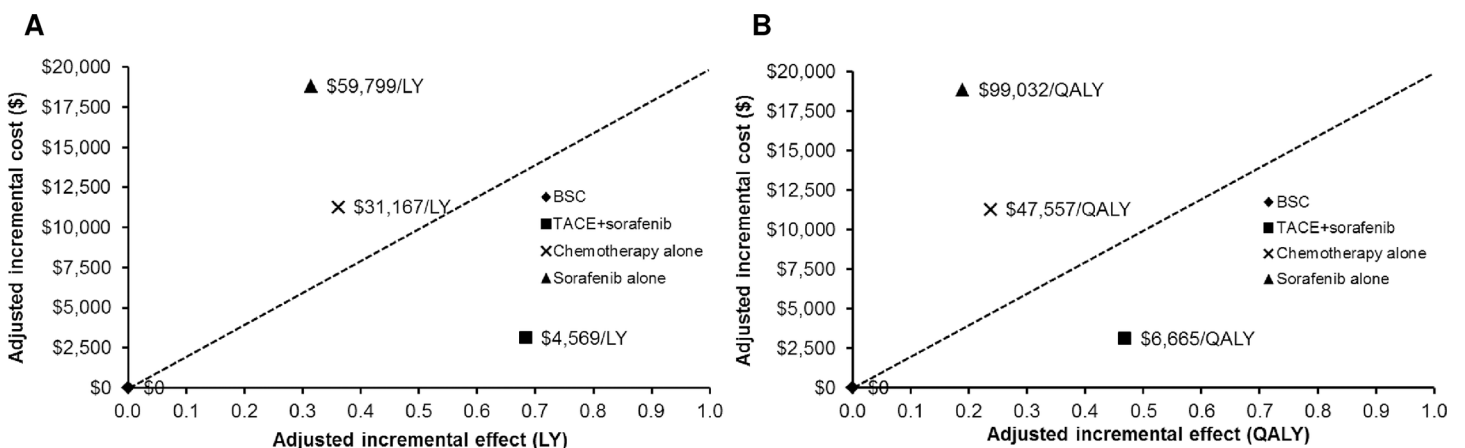 A
Adjusted incremental cost ($)
$20,000
$17,500
$15,000
$12,500
$10,000
$7,500
$5,000
$2,500
$0
$59,799/LY
$31,167/LY
$4,569/LY
$0
BSC
TACE+sorafenib
Chemotherapy alone
Sorafenib alone
0.0 0.1 0.2 0.3 0.4 0.5 0.6 0.7 0.8 0.9 1.0
Adjusted incremental effect (LY)
B
Adjusted incremental cost ($)
$20,000
$17,500
$15,000
$12,500
$10,000
$7,500
$5,000
$2,500
$0
$99,032/QALY
$47,557/QALY
$6,665/QALY
$0
BSC
TACE+sorafenib
Chemotherapy alone
Sorafenib alone
0.0 0.1 0.2 0.3 0.4 0.5 0.6 0.7 0.8 0.9 1.0
Adjusted incremental effect (QALY)